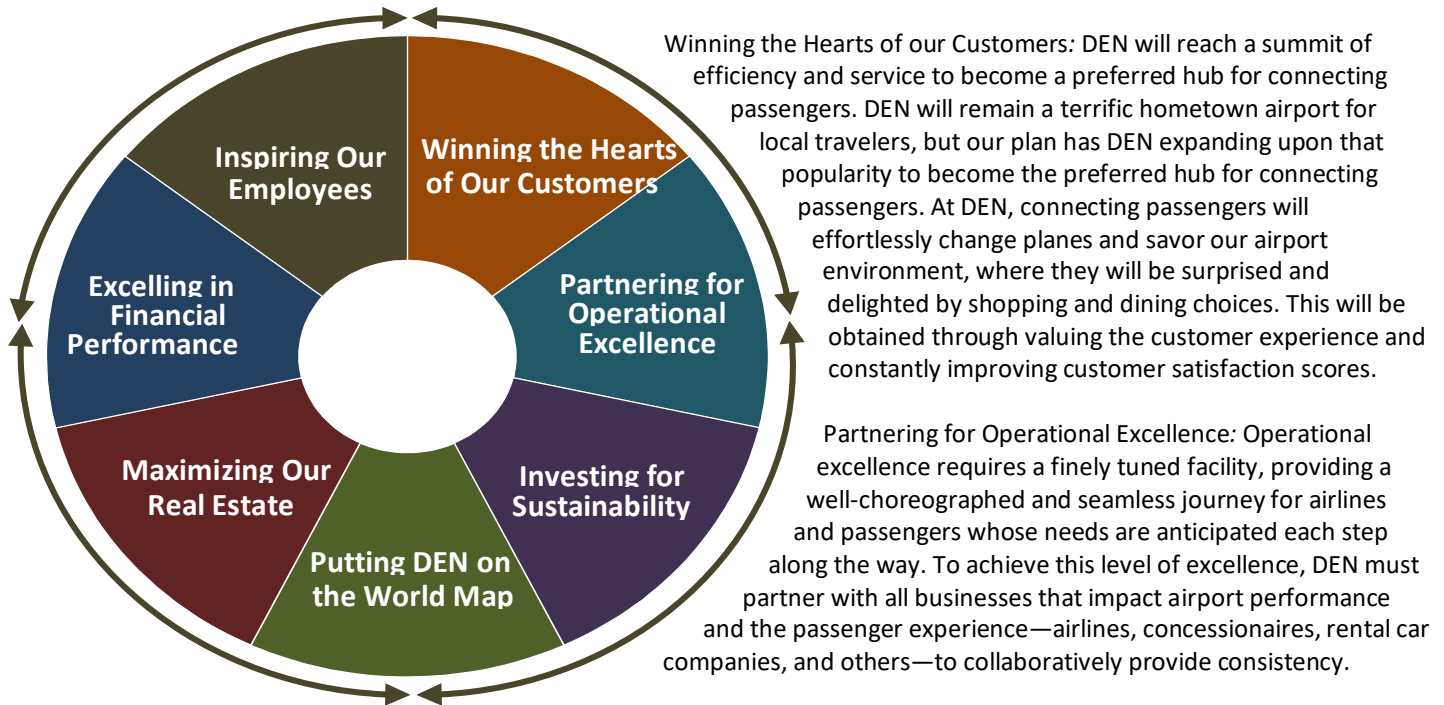 Inspiring Our
Employees
Winning the Hearts
of Our Customers
Partnering for
Operational
Excellence
Investing for
Sustainability
Putting DEN on
the World Map
Maximizing Our
Real Estate
Excelling in
Financial
Performance
Winning the Hearts of our Customers: DEN will reach a summit of
efficiency and service to become a preferred hub for connecting
passengers. DEN will remain a terrific hometown airport for
local travelers, but our plan has DEN expanding upon that
popularity to become the preferred hub for connecting
passengers. At DEN, connecting passengers will
effortlessly change planes and savor our airport
environment, where they will be surprised and
delighted by shopping and dining choices. This will be
obtained through valuing the customer experience and
constantly improving customer satisfaction scores.
Partnering for Operational Excellence: Operational
excellence requires a finely tuned facility, providing a
well-choreographed and seamless journey for airlines
and passengers whose needs are anticipated each step
along the way. To achieve this level of excellence, DEN must
partner with all businesses that impact airport performance
and the passenger experience—airlines, concessionaires, rental car
companies, and others—to collaboratively provide consistency.